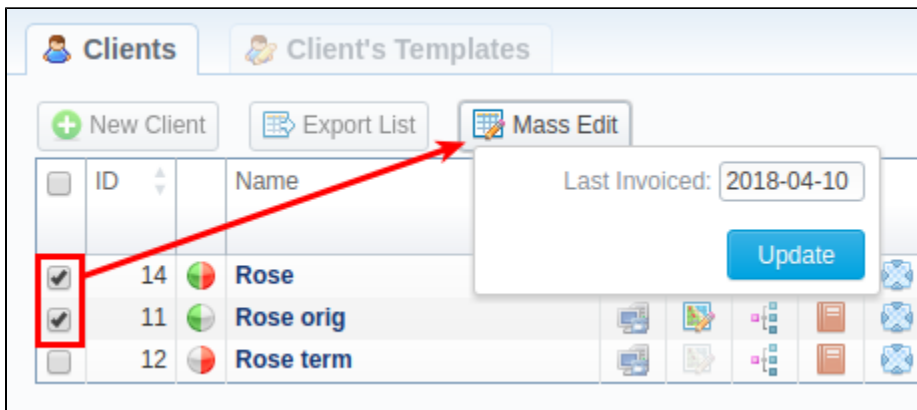 Clients
Client's Templates
New Client
Export List
Mass Edit
ID
Name
Last Invoiced: 2018-04-10
Update
14 Rose
11 Rose orig
12 Rose term